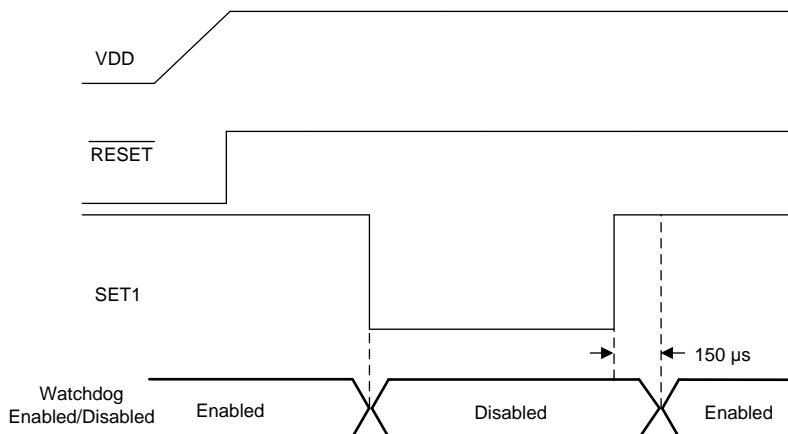 VDD
RESET
SET1
150 µs
Watchdog
Enabled/Disabled
Enabled
Disabled
Enabled